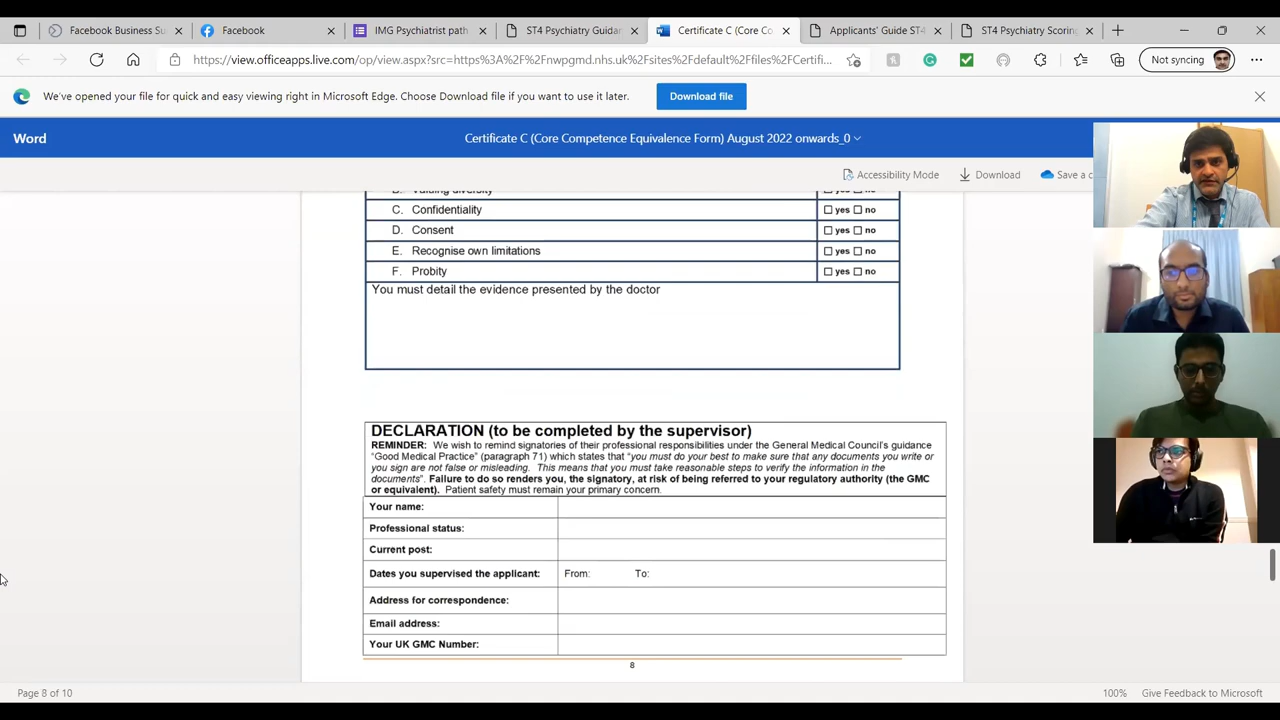 Facebook Business Su
Facebook
IMG Psychiatrist path
ST4 Psychiatry Guidan
Certificate C (Core Co
Applicants' Guide ST4
ST4 Psychiatry Scoring
https://view.officeapps.live.com/op/view.aspx?src=https%3A%2F%2Fnwpgmd.nhs.uk%2Fsites%2Fdefault%2Ffiles%2FCertifi...
Not syncing
We've opened your file for quick and easy viewing right in Microsoft Edge. Choose Download file if you want to use it later.
Download file
Word
Certificate C (Core Competence Equivalence Form) August 2022 onwards_0
Accessibility Mode
Download
Save a c
B. Valuing diversity yes no
C. Confidentiality yes no
D. Consent yes no
E. Recognise own limitations yes no
F. Probity yes no
You must detail the evidence presented by the doctor
DECLARATION (to be completed by the supervisor)
REMINDER: We wish to remind signatories of their professional responsibilities under the General Medical Council's guidance
"Good Medical Practice" (paragraph 71) which states that "you must do your best to make sure that any documents you write or
you sign are not false or misleading. This means that you must take reasonable steps to verify the information in the
documents". Failure to do so renders you, the signatory, at risk of being referred to your regulatory authority (the GMC
or equivalent). Patient safety must remain your primary concern.
Your name:
Professional status:
Current post:
Dates you supervised the applicant: From: To:
Address for correspondence:
Email address:
Your UK GMC Number:
8
Page 8 of 10
100% Give Feedback to Microsoft